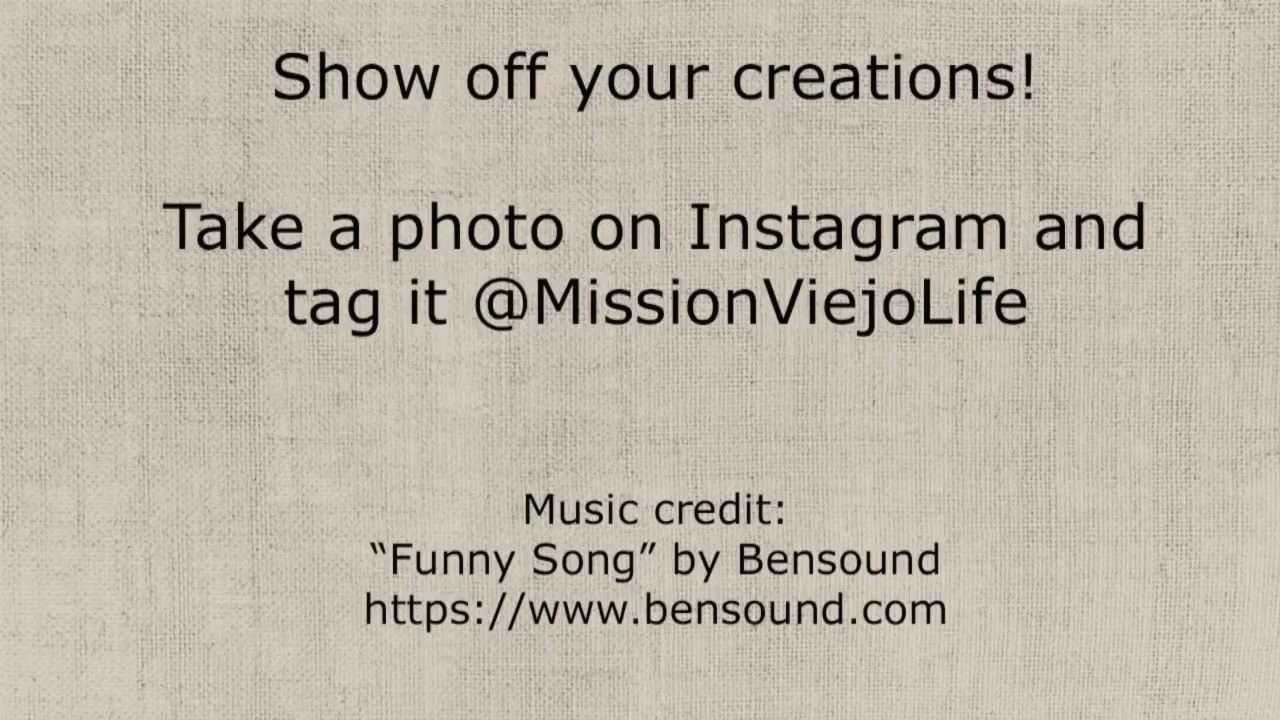 Show off your creations!
Take a photo on Instagram and
tag it @MissionViejoLife
Music credit:
“Funny Song” by Bensound
https://www.bensound.com